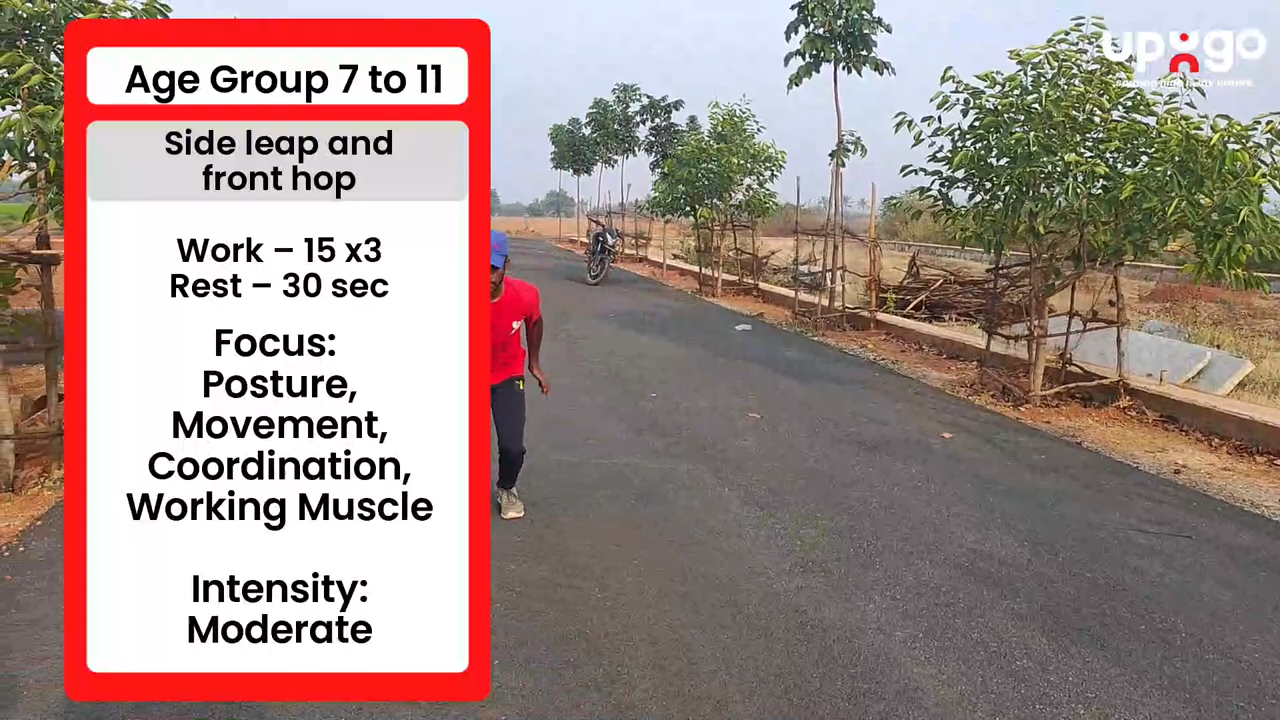 upugo
Age Group 7 to 11
Side leap and
front hop
Work – 15 x3
Rest – 30 sec
Focus:
Posture,
Movement,
Coordination,
Working Muscle
Intensity:
Moderate